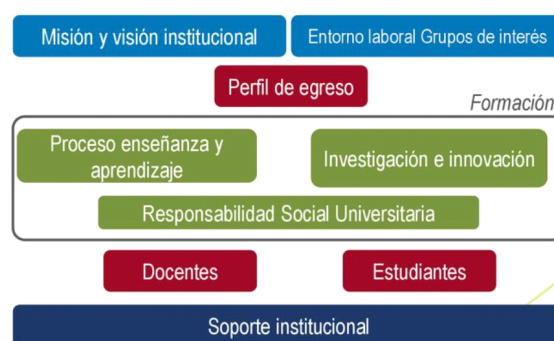 Misión y visión institucional
Entorno laboral Grupos de interés
Perfil de egreso
Formación
Proceso enseñanza y
aprendizaje
Investigación e innovación
Responsabilidad Social Universitaria
Docentes
Estudiantes
Soporte institucional